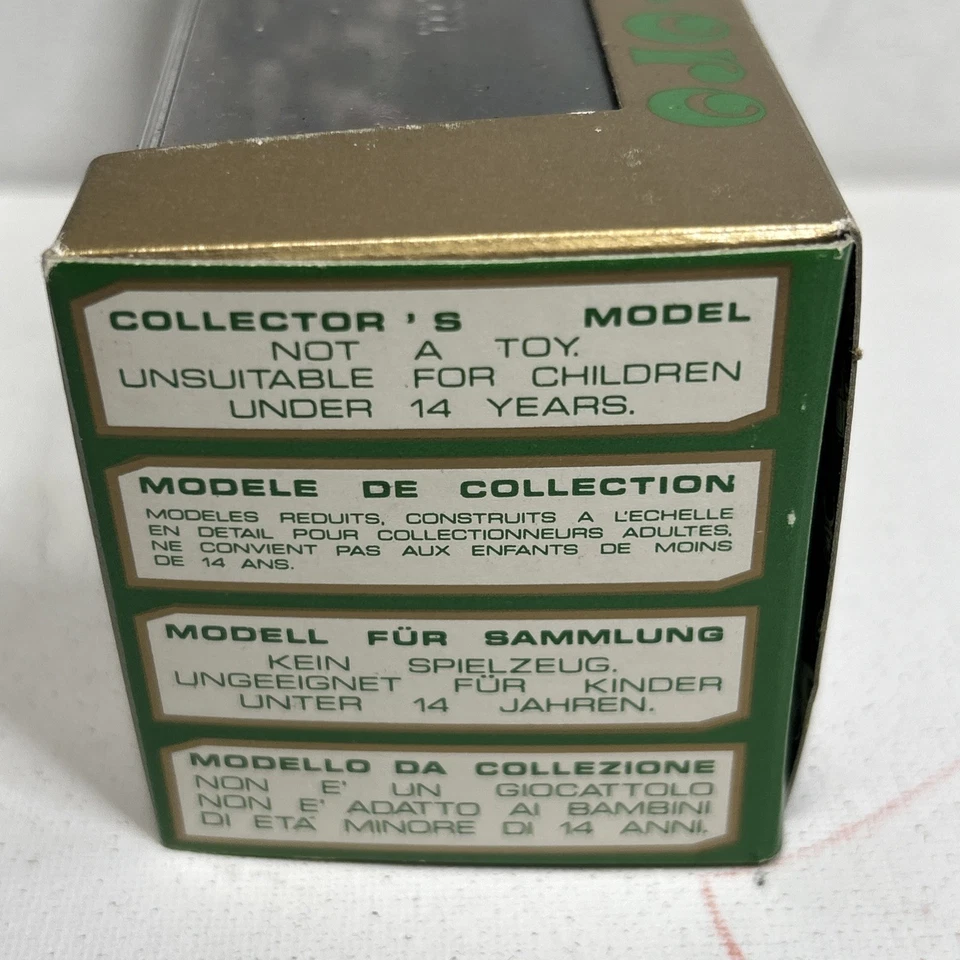 COLLECTOR'S MODEL
NOT A TOY.
UNSUITABLE FOR CHILDREN
UNDER 14 YEARS.
MODELE DE COLLECTION
MODELES REDUITS, CONSTRUITS A L'ECHELLE
EN DETAIL POUR COLLECTIONNEURS ADULTES,
NE CONVIENT PAS AUX ENFANTS DE MOINS
DE 14 ANS.
MODELL FÜR SAMMLUNG
KEIN SPIELZEUG.
UNGEEIGNET FÜR KINDER
UNTER 14 JAHREN.
MODELLO DA COLLEZIONE
NON E' UN GIOCATTOLO
NON E' ADATTO AI BAMBINI
DI ETÀ MINORE DI 14 ANNI.